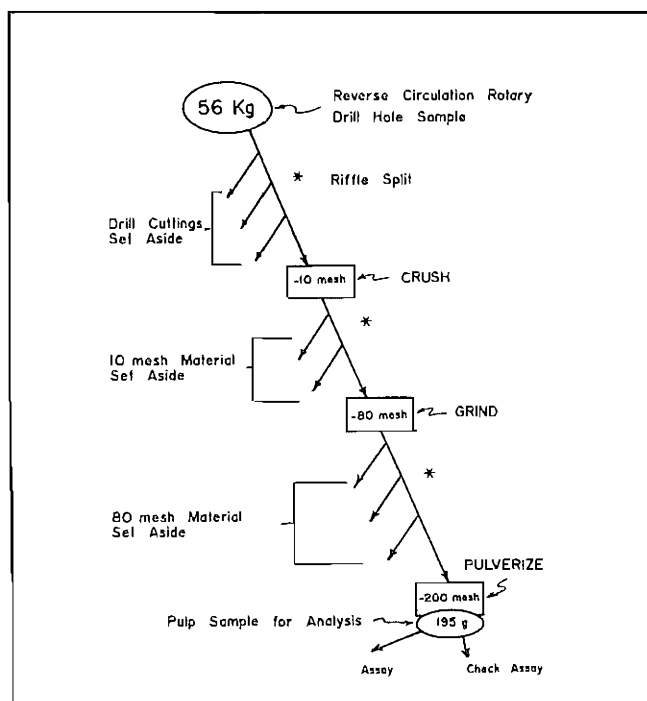 56 Kg
Reverse Circulation Rotary
Drill Hole Sample
* Riffle Split
Drill Cuttings
Set Aside
-10 mesh
CRUSH
*
10 mesh Material
Set Aside
-80 mesh
GRIND
*
80 mesh Material
Set Aside
PULVERIZE
-200 mesh
Pulp Sample for Analysis
195 g
Assay
Check Assay